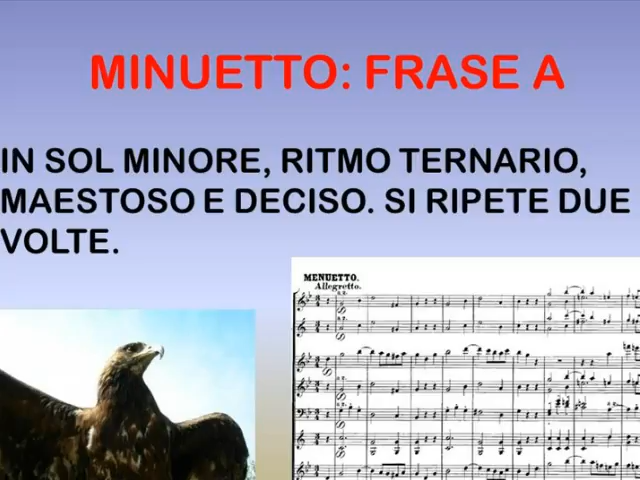 MINUETTO: FRASE A
IN SOL MINORE, RITMO TERNARIO,
MAESTOSO E DECISO. SI RIPETE DUE
VOLTE.
MENUETTO.
Allegretto.